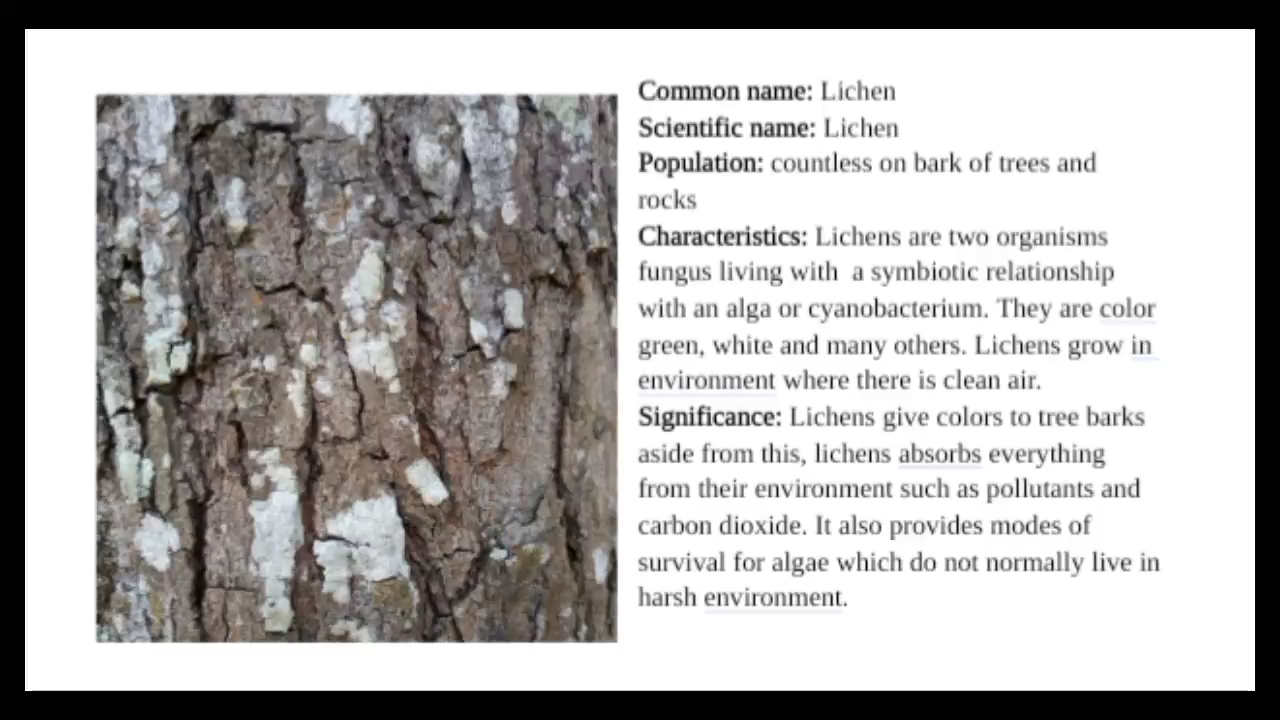 Common name: Lichen
Scientific name: Lichen
Population: countless on bark of trees and
rocks
Characteristics: Lichens are two organisms
fungus living with  a symbiotic relationship
with an alga or cyanobacterium. They are color
green, white and many others. Lichens grow in
environment where there is clean air.
Significance: Lichens give colors to tree barks
aside from this, lichens absorbs everything
from their environment such as pollutants and
carbon dioxide. It also provides modes of
survival for algae which do not normally live in
harsh environment.